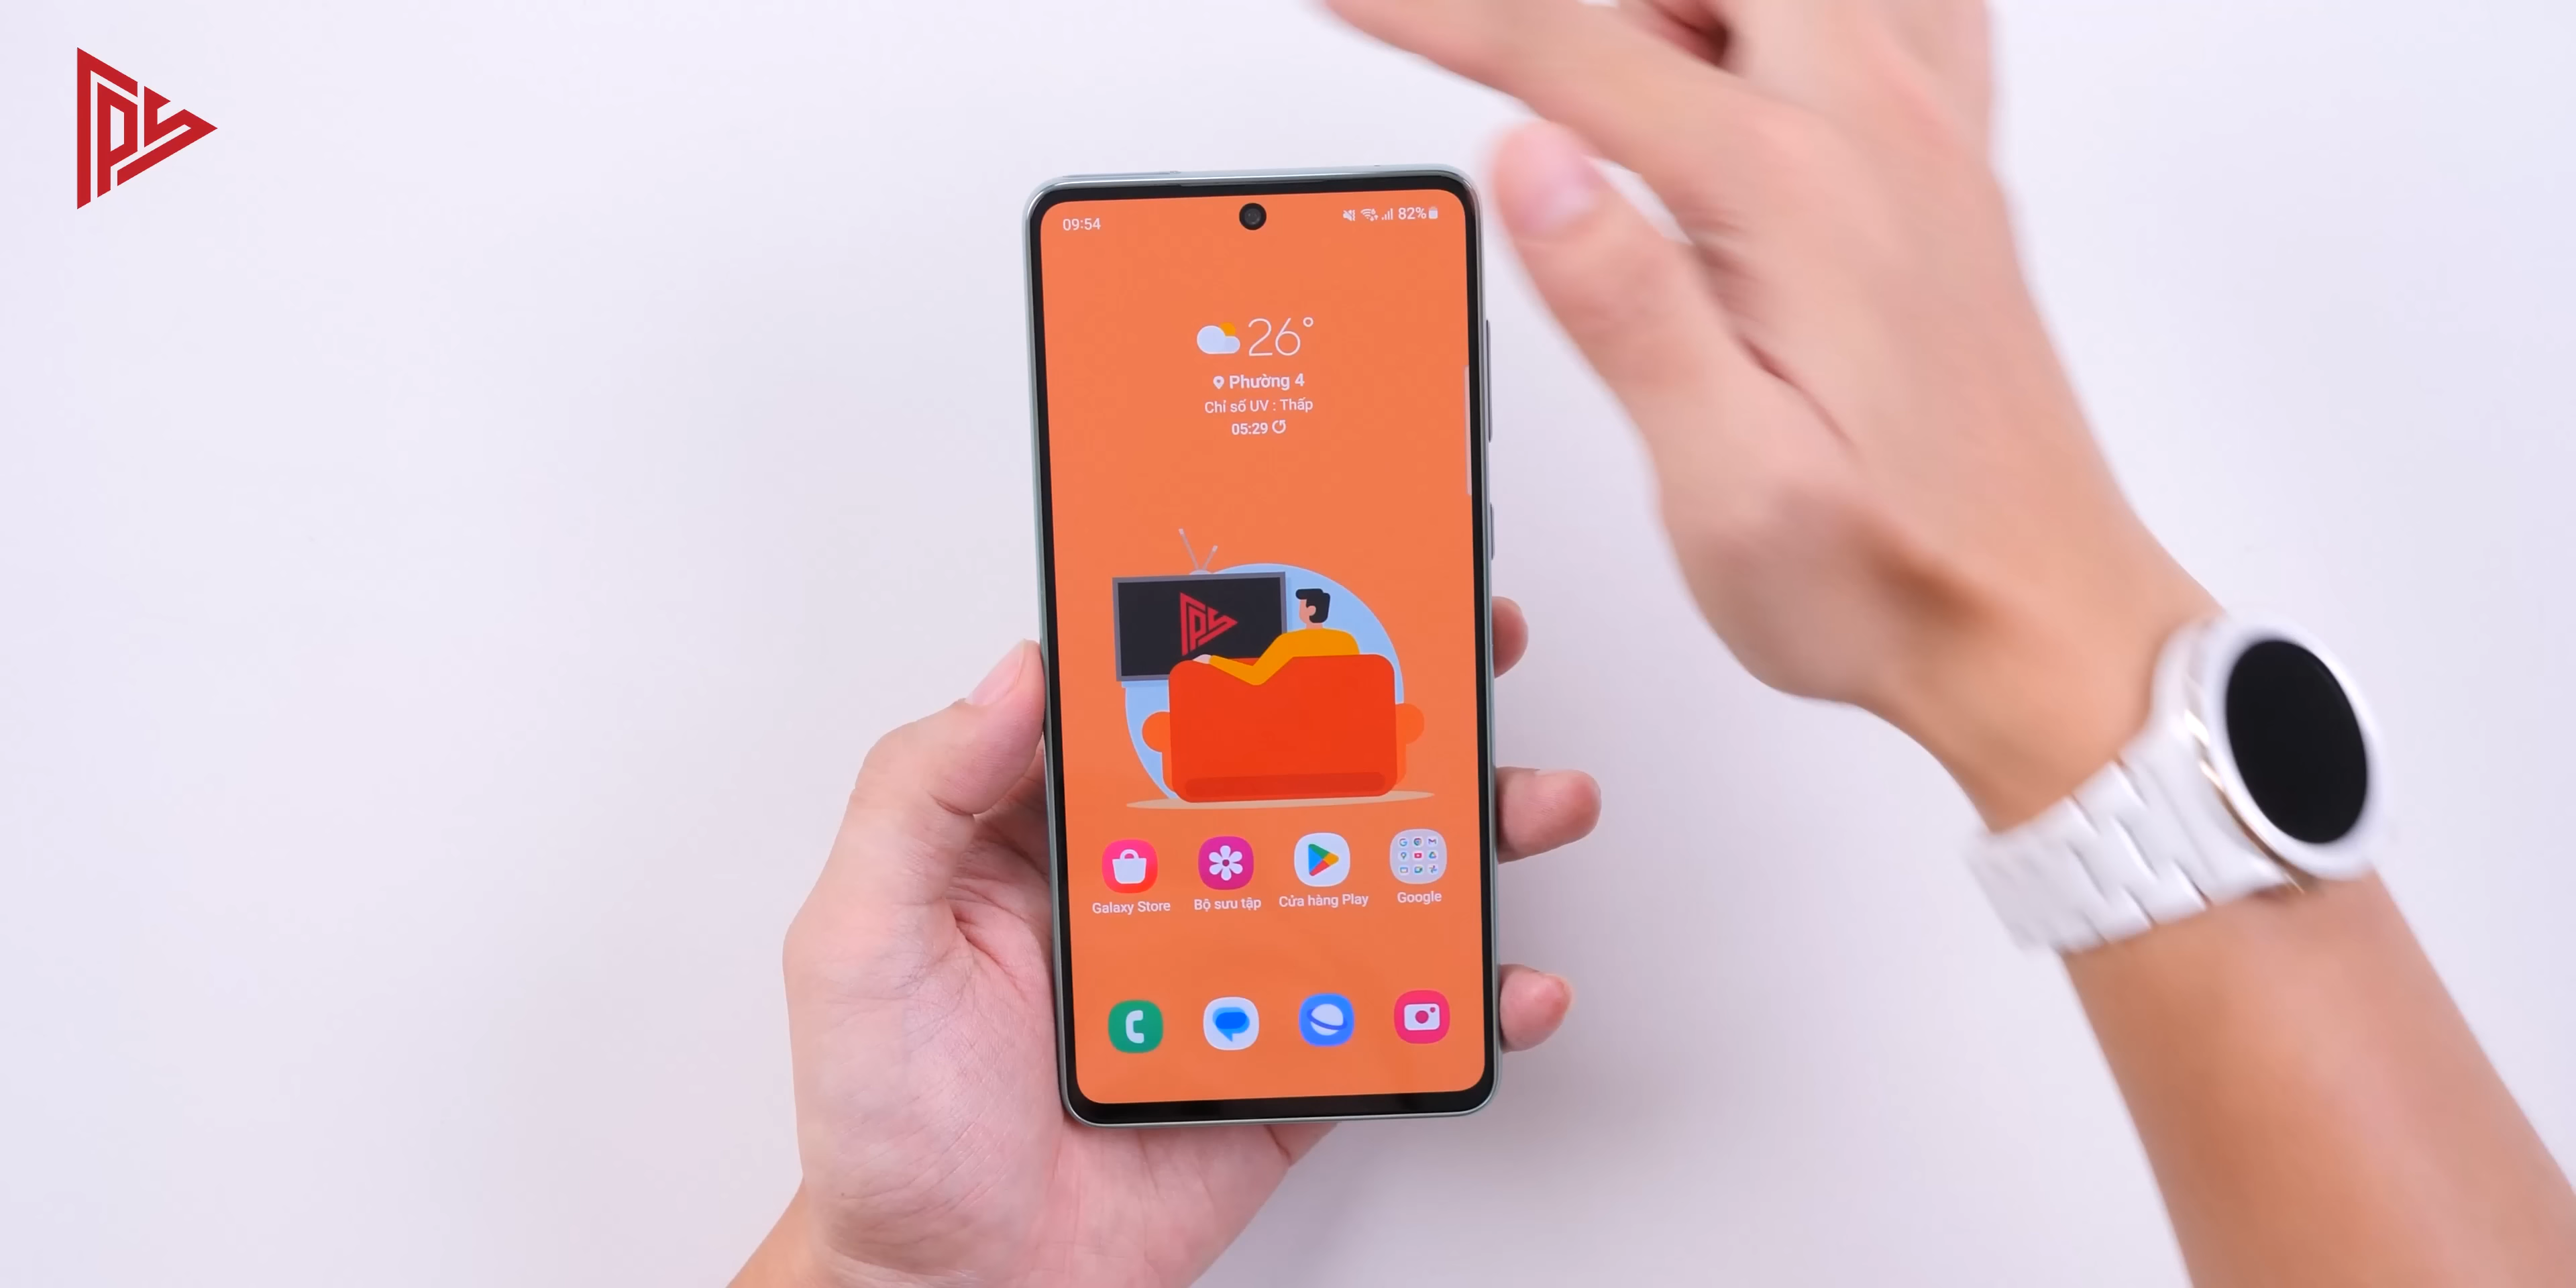 09:54
82%
26°
Phường 4
Chỉ số UV : Thấp
05:29
Galaxy Store
Bộ sưu tập
Cửa hàng Play
Google